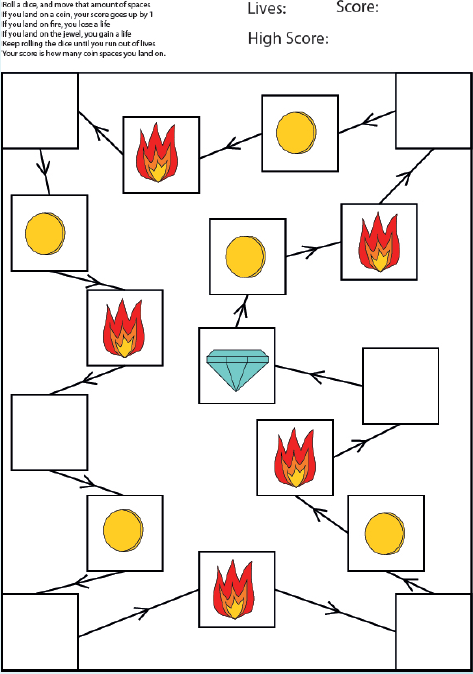 Roll a dice, and move that amount of spaces
If you land on a coin, your score goes up by 1
If you land on fire, you lose a life
If you land on the jewel, you gain a life
Keep rolling the dice until you run out of lives
Your score is how many coin spaces you land on.
Lives: Score:
High Score: